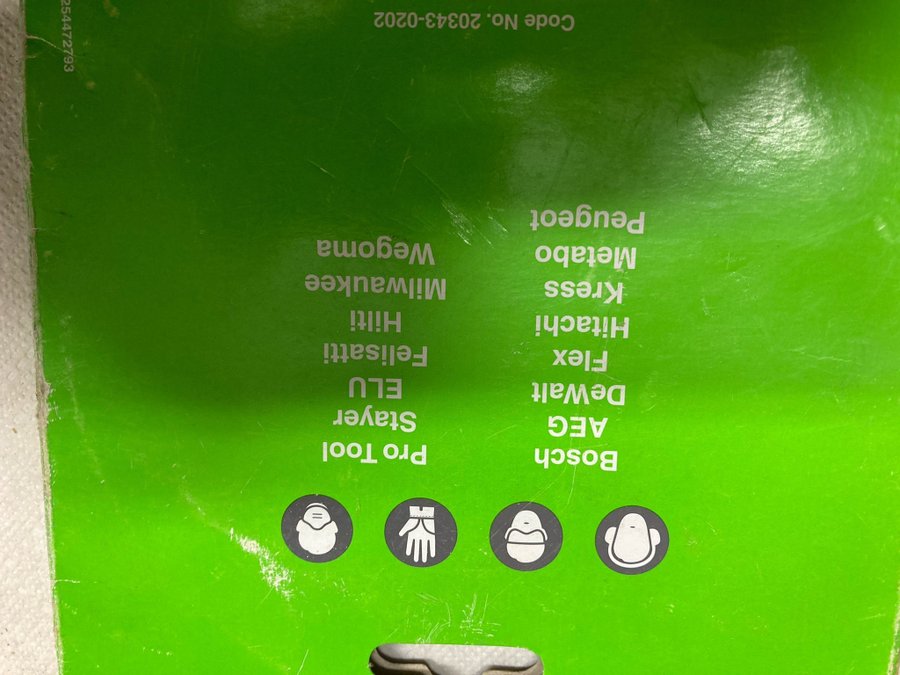 Bosch
AEG
DeWalt
Flex
Hitachi
Kress
Metabo
Peugeot
Pro Tool
Stayer
ELU
Felisatti
Hilti
Milwaukee
Wegoma
Code No. 20343-0202
254472793